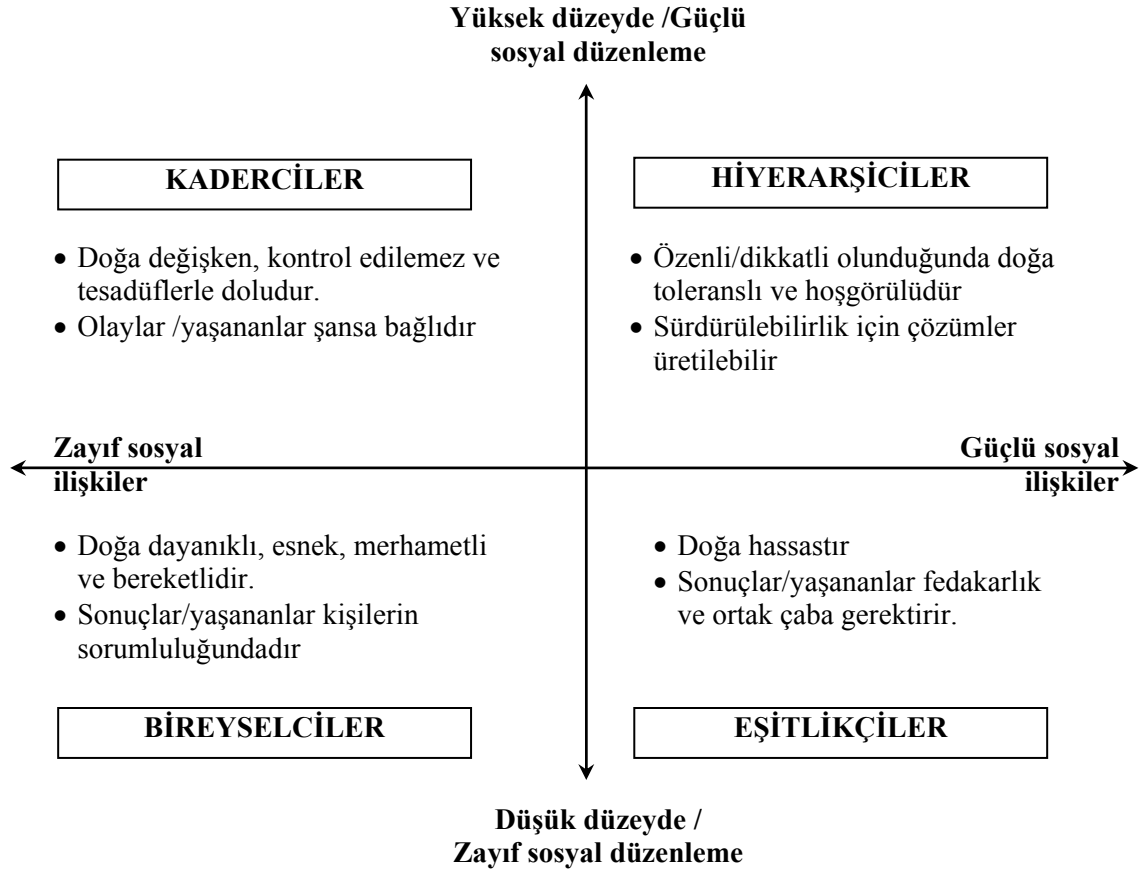 Yüksek düzeyde /Güçlü
sosyal düzenleme
KADERCİLER
• Doğa değişken, kontrol edilemez ve
tesadüflerle doludur.
• Olaylar /yaşananlar şansa bağlıdır
HİYERARŞİCİLER
• Özenli/dikkatli olunduğunda doğa
toleranslı ve hoşgörülüdür
• Sürdürülebilirlik için çözümler
üretilebilir
Zayıf sosyal
ilişkiler
Güçlü sosyal
ilişkiler
• Doğa dayanıklı, esnek, merhametli
ve bereketlidir.
• Sonuçlar/yaşananlar kişilerin
sorumluluğundadır
BİREYSELCİLER
• Doğa hassastır
• Sonuçlar/yaşananlar fedakarlık
ve ortak çaba gerektirir.
EŞİTLİKÇİLER
Düşük düzeyde /
Zayıf sosyal düzenleme